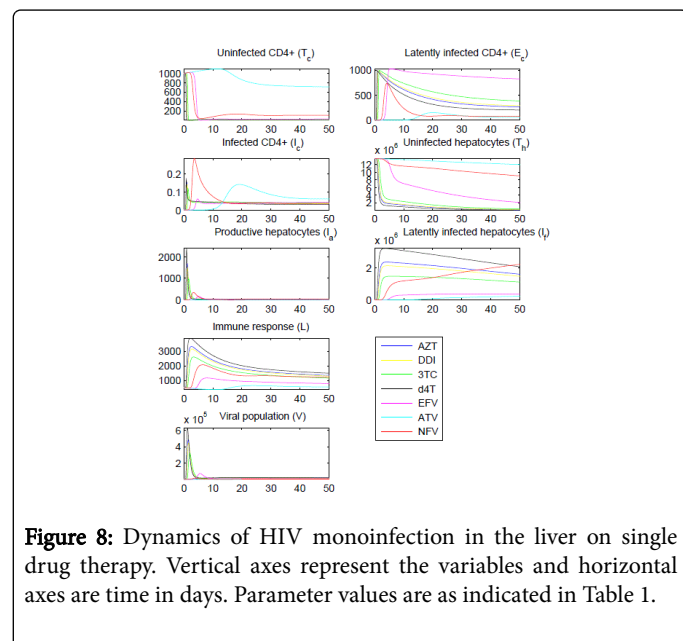 Uninfected CD4+ (T_c)
1000
800
600
400
200
0 10 20 30 40 50
Latently infected CD4+ (E_c)
1000
500
0
0 10 20 30 40 50
Infected CD4+ (I_c)
0.2
0.1
0
0 10 20 30 40 50
x 10^6
Uninfected hepatocytes (T_h)
12
10
8
6
4
2
0 10 20 30 40 50
Productive hepatocytes (I_a)
2000
1000
0
0 10 20 30 40 50
x 10^6
Latently infected hepatocytes (I_f)
2
0
0 10 20 30 40 50
Immune response (L)
3000
2000
1000
0 10 20 30 40 50
AZT
DDI
3TC
d4T
EFV
ATV
NFV
x 10^5
Viral population (V)
6
4
2
0 10 20 30 40 50
Figure 8: Dynamics of HIV monoinfection in the liver on single
drug therapy. Vertical axes represent the variables and horizontal
axes are time in days. Parameter values are as indicated in Table 1.